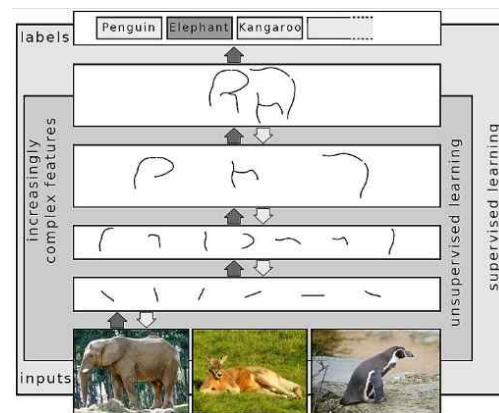 labels
Penguin Elephant Kangaroo
increasingly
complex features
unsupervised learning
supervised learning
inputs